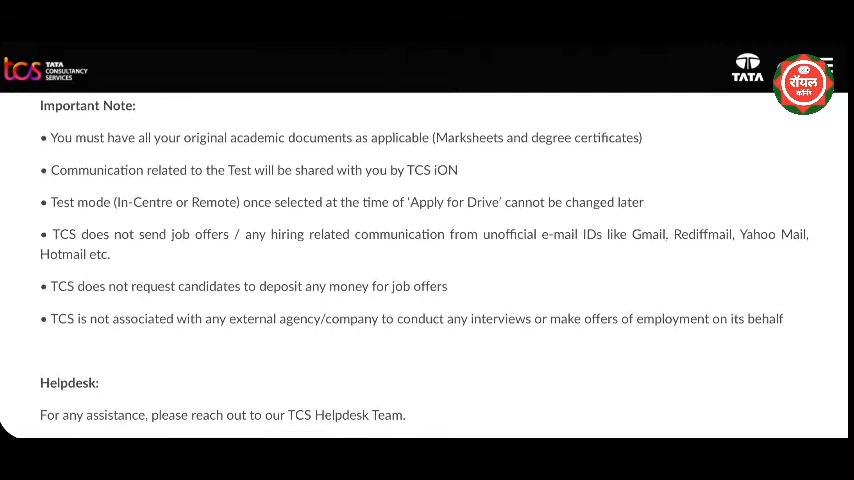 tcs TATA
CONSULTANCY
SERVICES
TATA
रॉयल
कॉर्नर
Important Note:
• You must have all your original academic documents as applicable (Marksheets and degree certificates)
• Communication related to the Test will be shared with you by TCS iON
• Test mode (In-Centre or Remote) once selected at the time of ‘Apply for Drive’ cannot be changed later
• TCS does not send job offers / any hiring related communication from unofficial e-mail IDs like Gmail, Rediffmail, Yahoo Mail,
Hotmail etc.
• TCS does not request candidates to deposit any money for job offers
• TCS is not associated with any external agency/company to conduct any interviews or make offers of employment on its behalf
Helpdesk:
For any assistance, please reach out to our TCS Helpdesk Team.